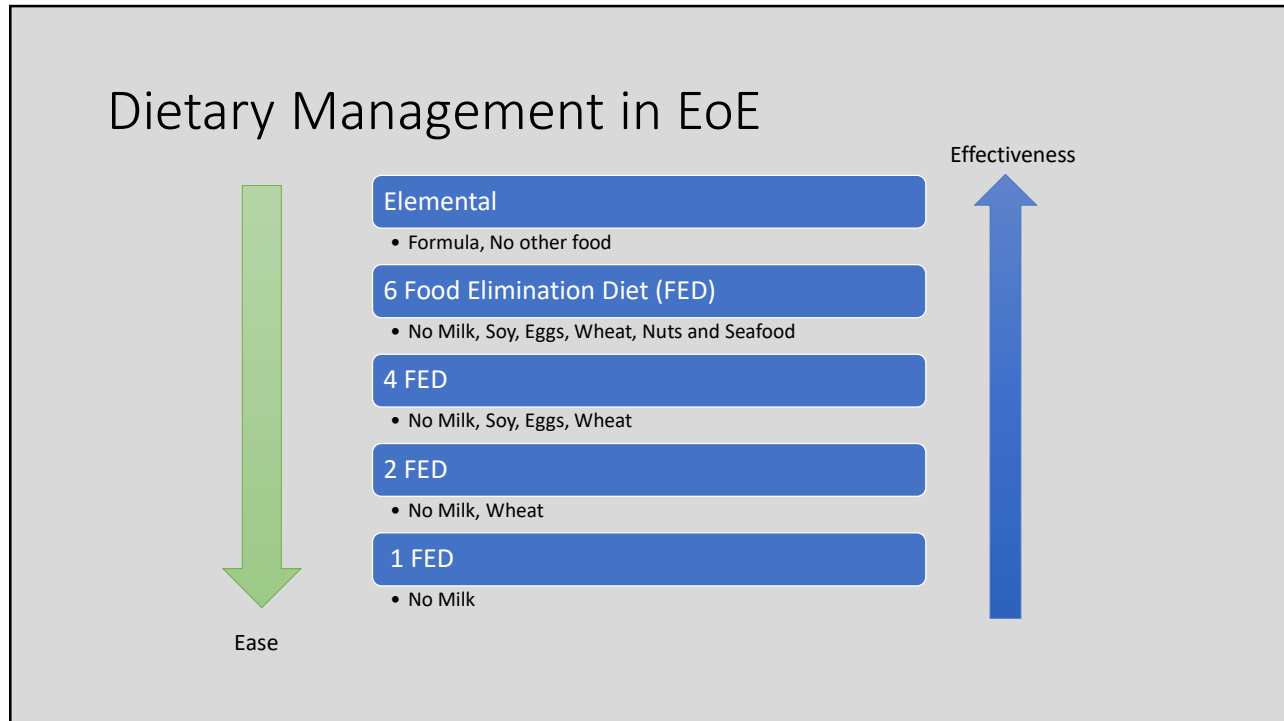 Dietary Management in EoE
Effectiveness
Elemental
• Formula, No other food
6 Food Elimination Diet (FED)
• No Milk, Soy, Eggs, Wheat, Nuts and Seafood
4 FED
• No Milk, Soy, Eggs, Wheat
2 FED
• No Milk, Wheat
1 FED
• No Milk
Ease